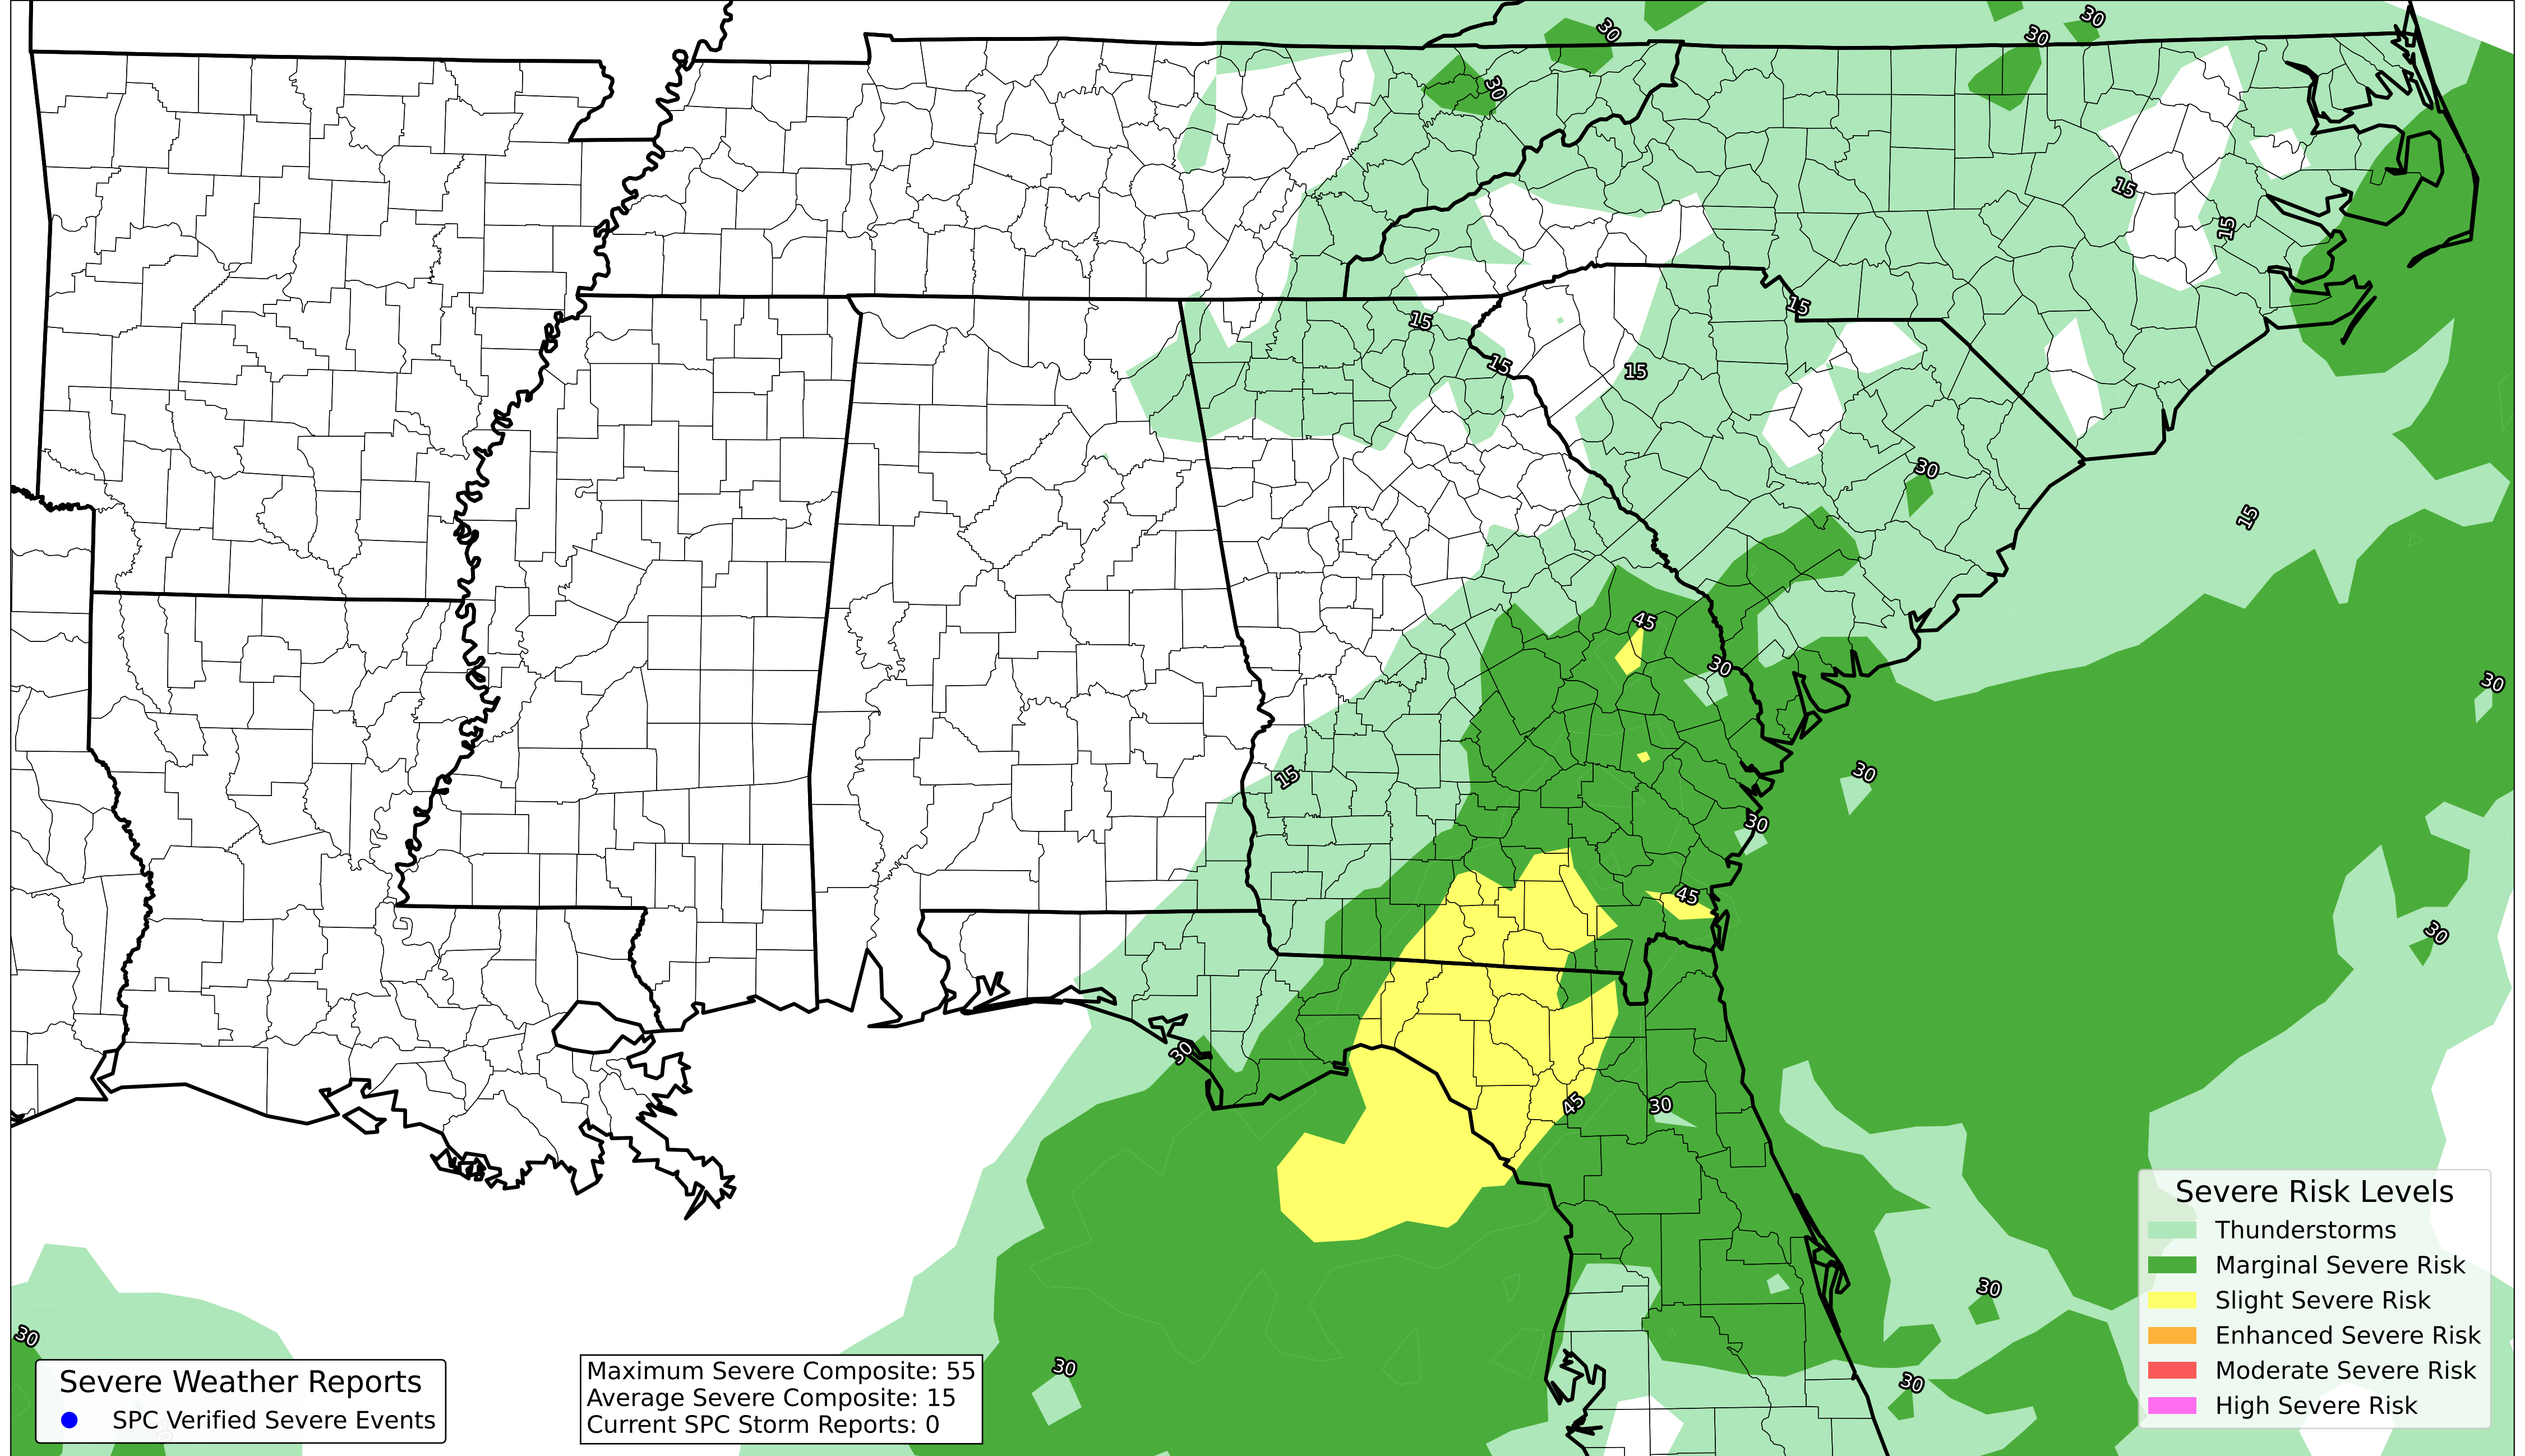 30
30
30
30
15
15
15
15
15
15
30
15
45
30
30
15
30
30
45
30
30
45
30
30
30
30
30
Severe Risk Levels
Thunderstorms
Marginal Severe Risk
Slight Severe Risk
Enhanced Severe Risk
Moderate Severe Risk
High Severe Risk
Severe Weather Reports
SPC Verified Severe Events
Maximum Severe Composite: 55
Average Severe Composite: 15
Current SPC Storm Reports: 0